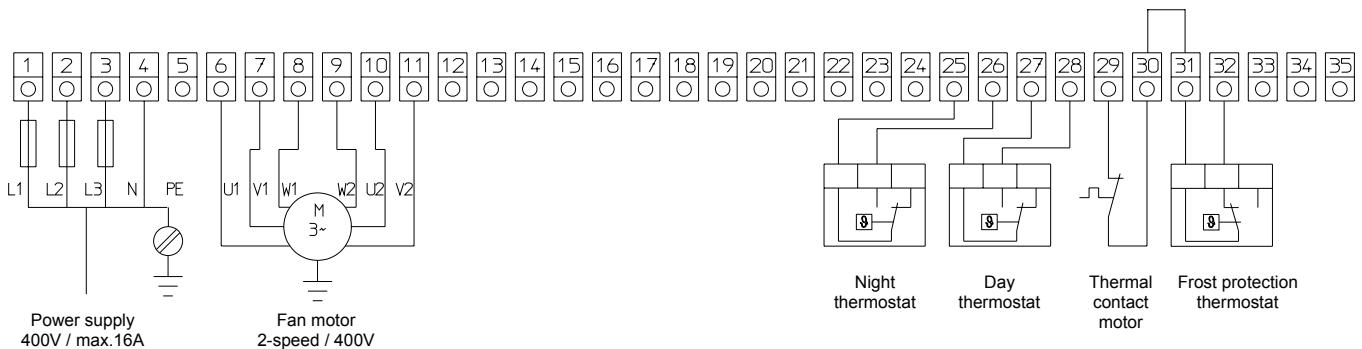 1 2 3 4 5 6 7 8 9 10 11 12 13 14 15 16 17 18 19 20 21 22 23 24 25 26 27 28 29 30 31 32 33 34 35
L1 L2 L3 N PE U1 V1 W1 W2 U2 V2
M
3~
ϑ ϑ ϑ
Power supply
400V / max.16A
Fan motor
2-speed / 400V
Night
thermostat
Day
thermostat
Thermal
contact
motor
Frost protection
thermostat